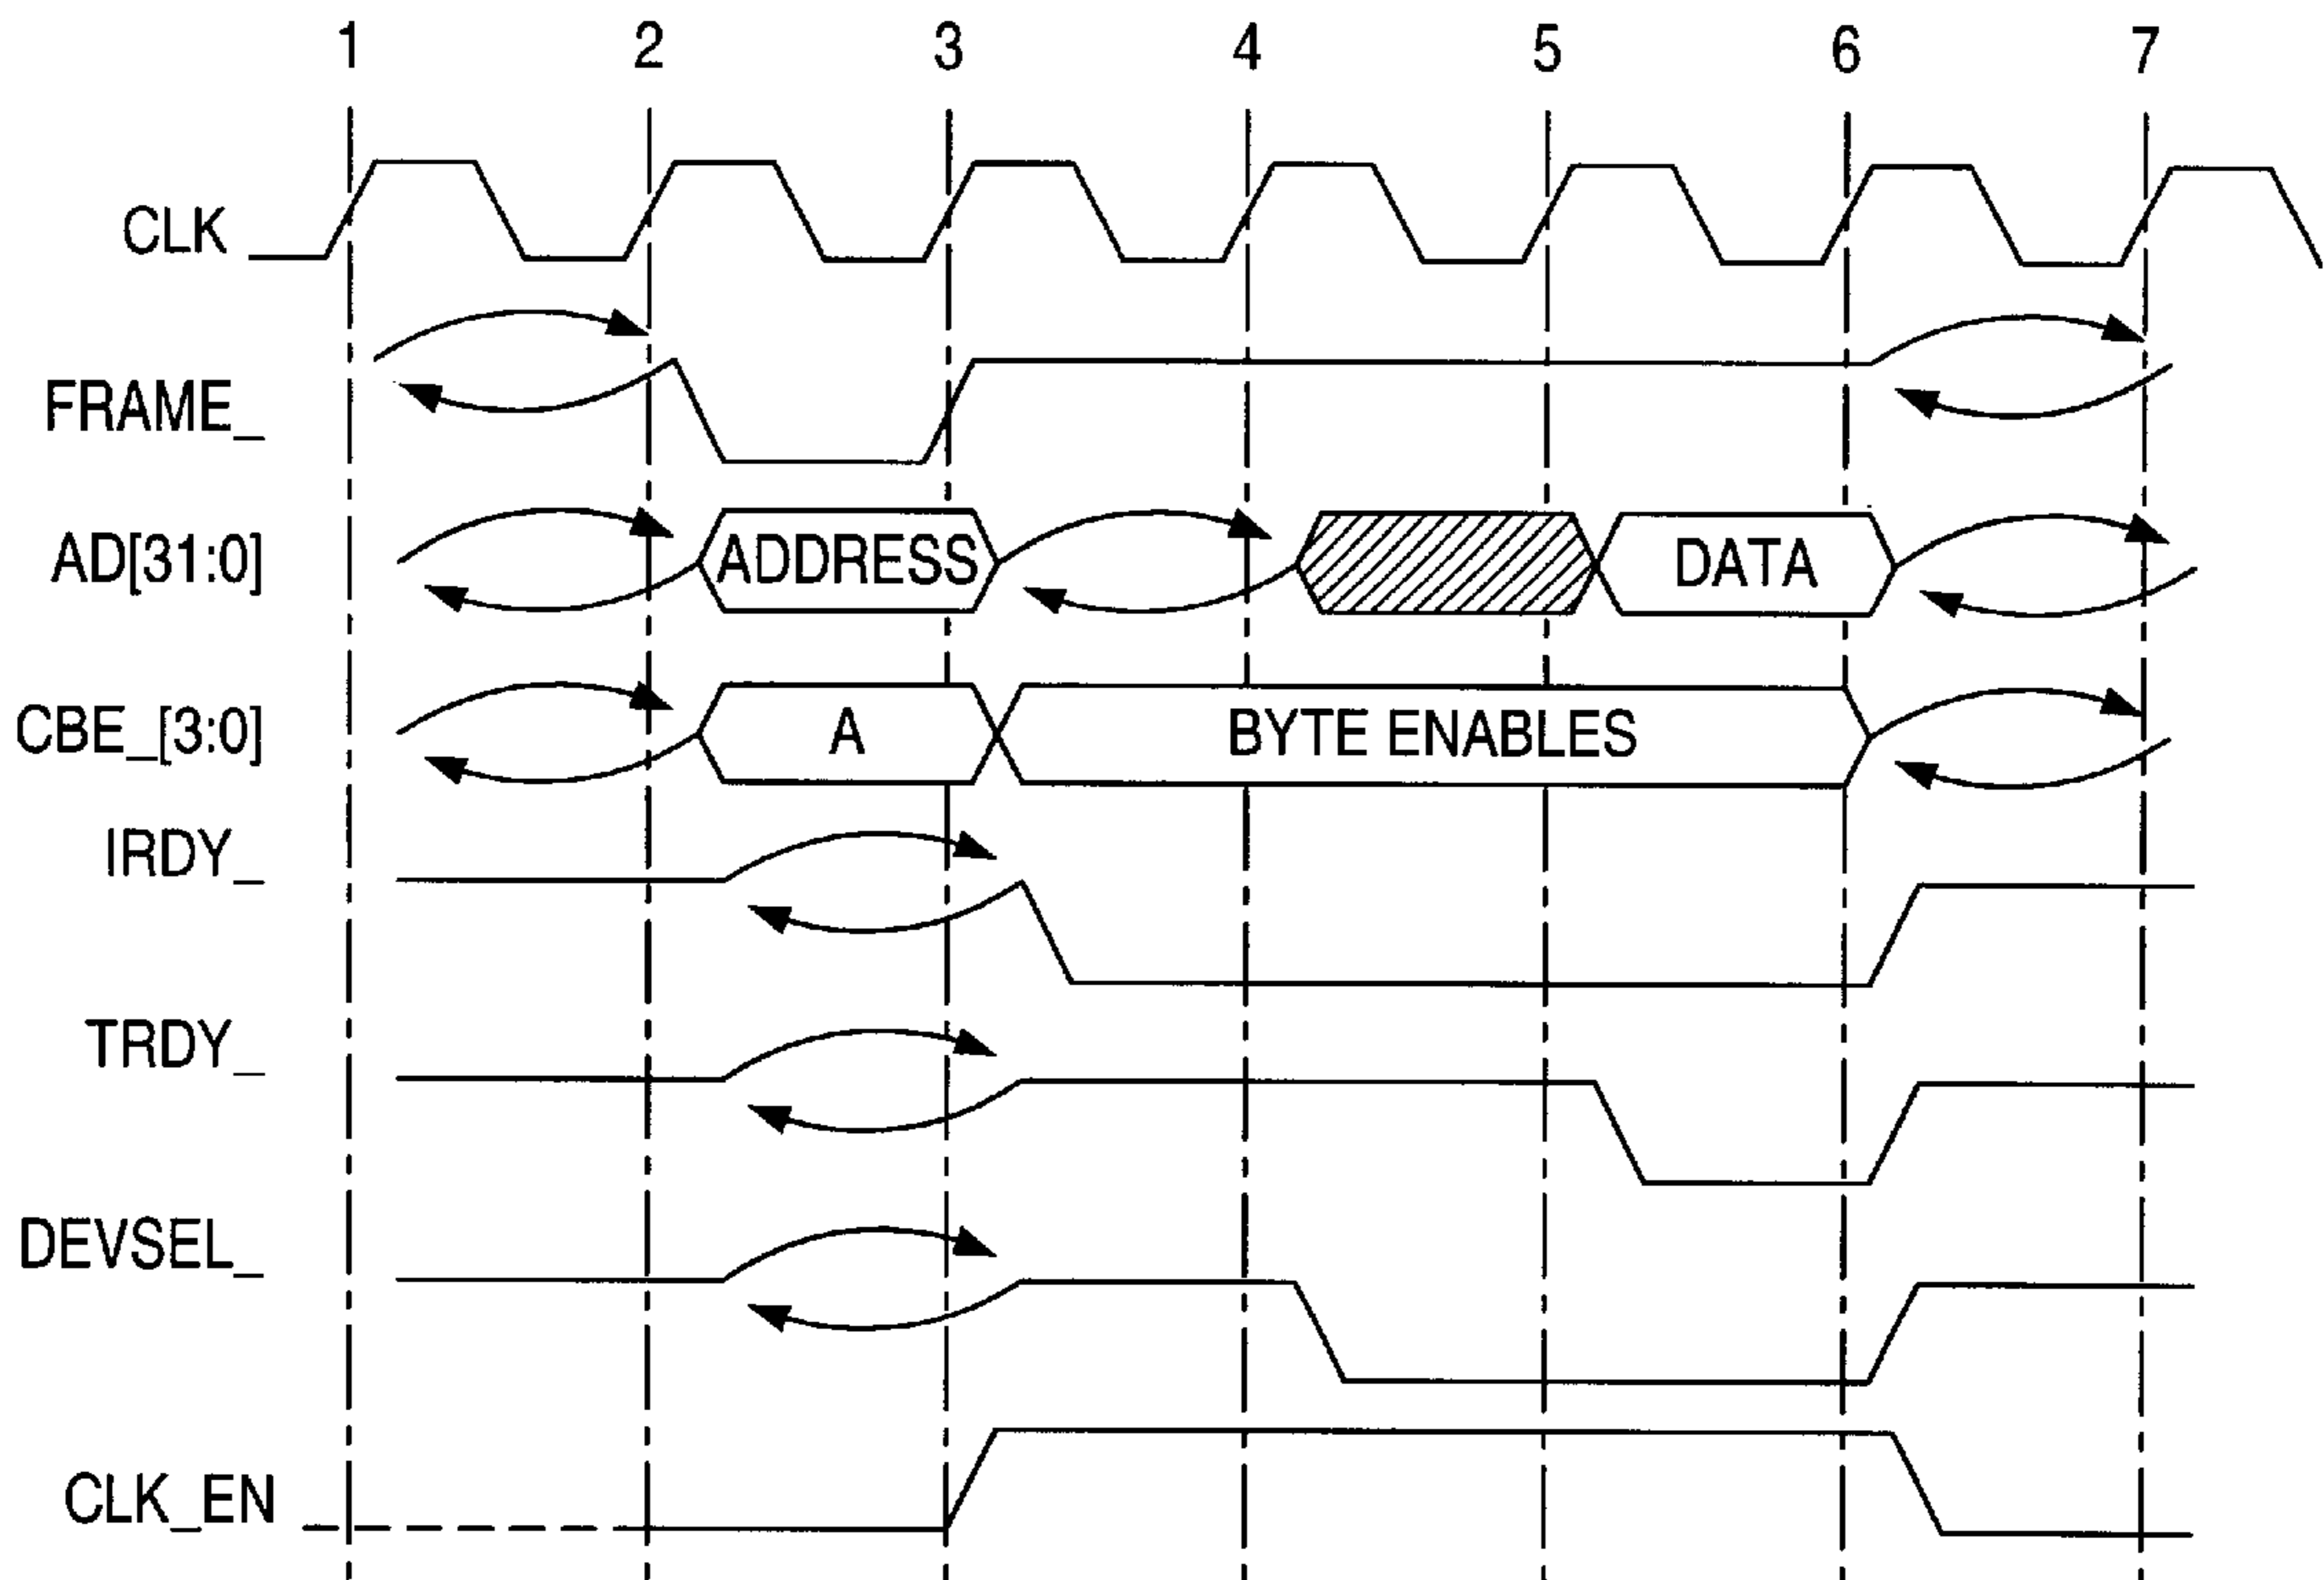 1 2 3 4 5 6 7
CLK
FRAME_
AD[31:0] ADDRESS DATA
CBE_[3:0] A BYTE ENABLES
IRDY_
TRDY_
DEVSEL_
CLK_EN